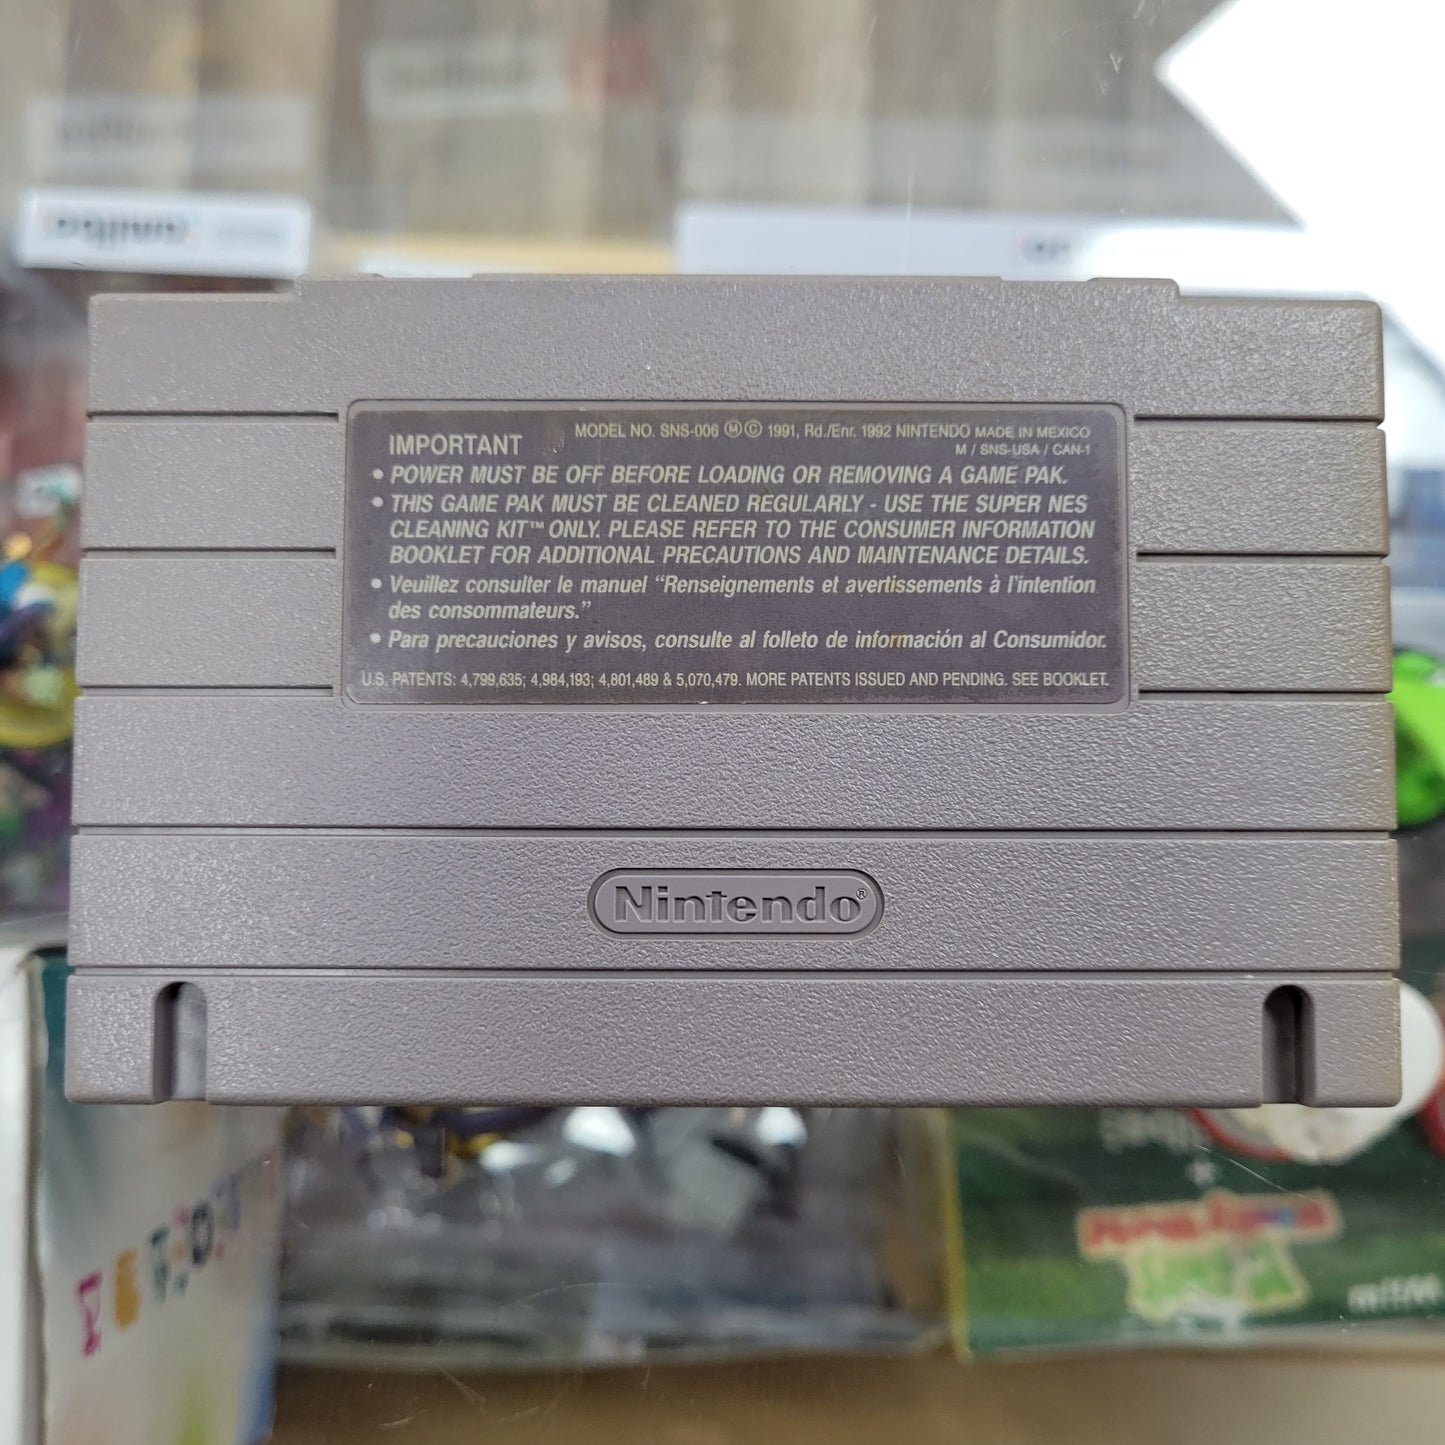 amiibo
IMPORTANT
MODEL NO. SNS-006 Ⓜ© 1991, Rd./Enr. 1992 NINTENDO MADE IN MEXICO
M / SNS-USA / CAN-1
• POWER MUST BE OFF BEFORE LOADING OR REMOVING A GAME PAK.
• THIS GAME PAK MUST BE CLEANED REGULARLY - USE THE SUPER NES
CLEANING KIT™ ONLY. PLEASE REFER TO THE CONSUMER INFORMATION
BOOKLET FOR ADDITIONAL PRECAUTIONS AND MAINTENANCE DETAILS.
• Veuillez consulter le manuel “Renseignements et avertissements à l’intention
des consommateurs.”
• Para precauciones y avisos, consulte al folleto de información al Consumidor.
U.S. PATENTS: 4,799,635; 4,984,193; 4,801,489 & 5,070,479. MORE PATENTS ISSUED AND PENDING. SEE BOOKLET.
Nintendo®